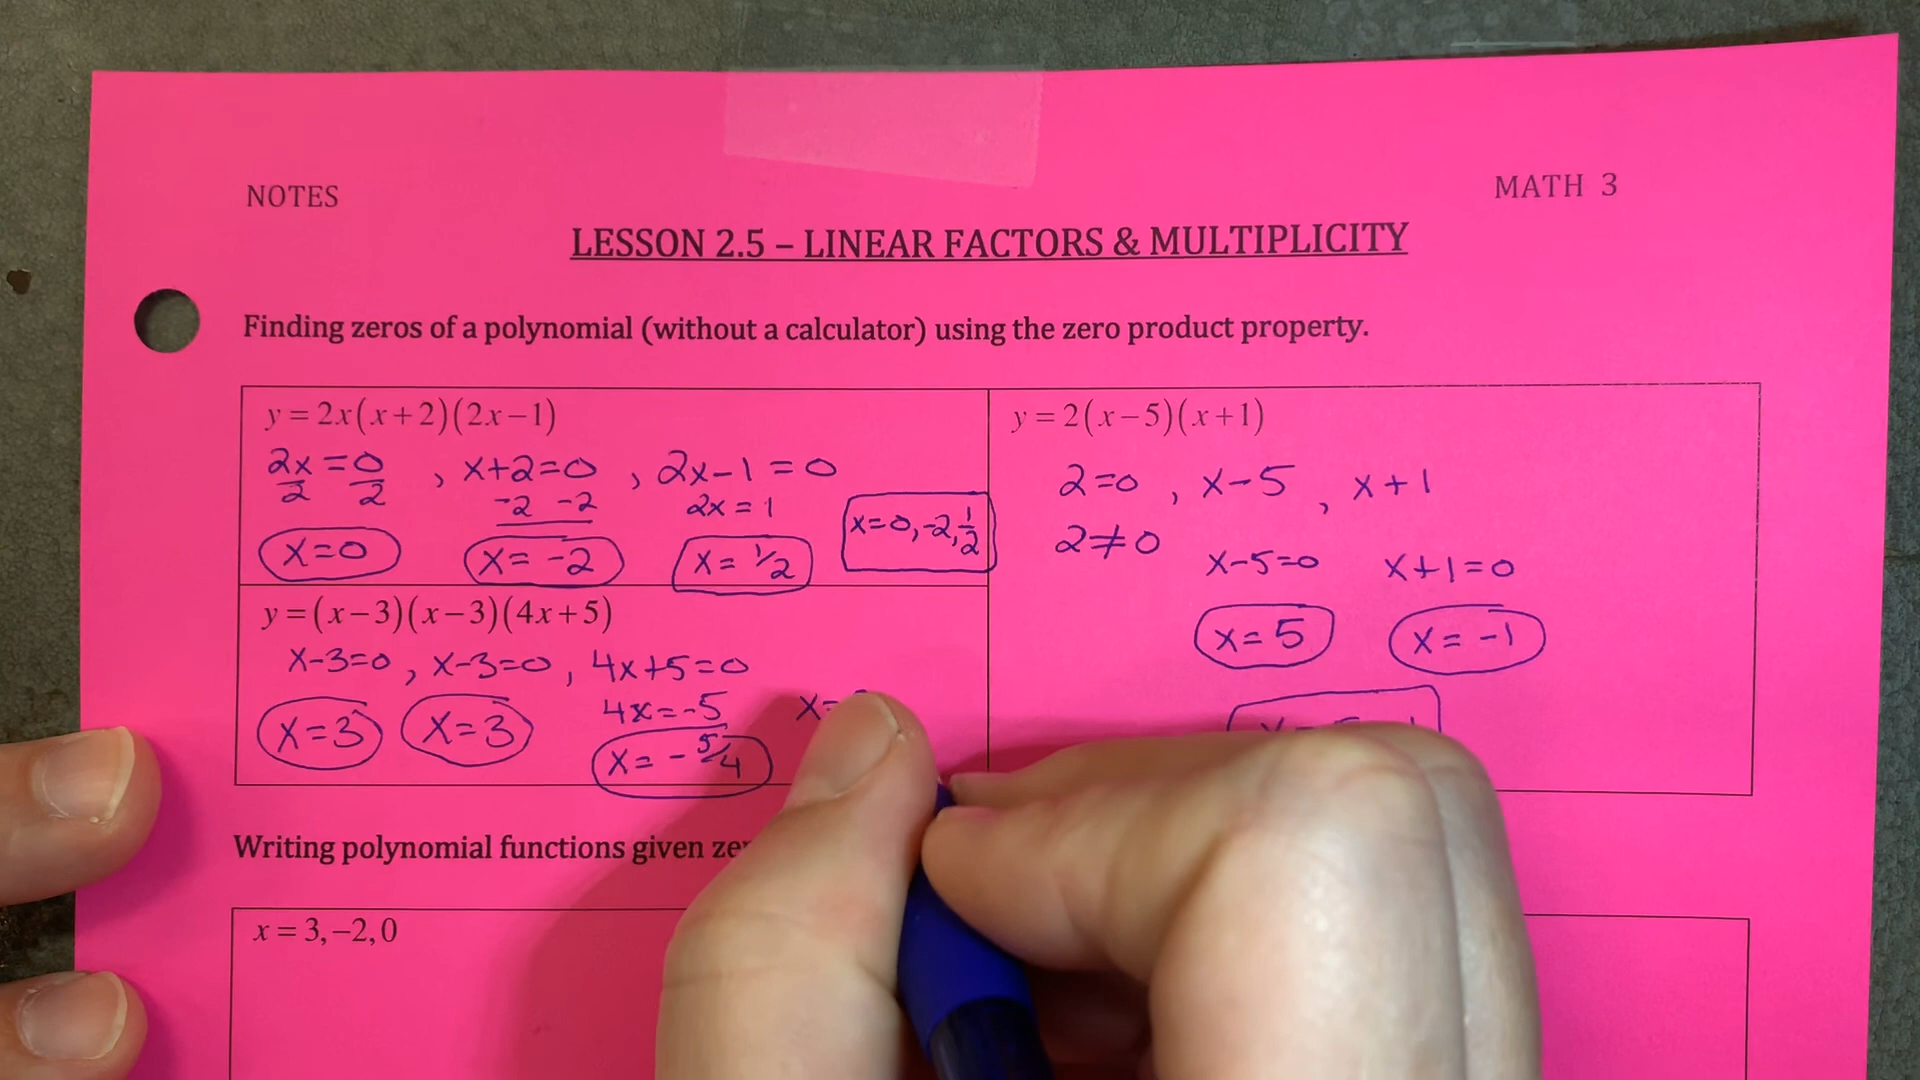 NOTES
MATH 3
LESSON 2.5 – LINEAR FACTORS & MULTIPLICITY
Finding zeros of a polynomial (without a calculator) using the zero product property.
y = 2x(x+2)(2x−1)
2x/2 = 0/2 , x+2=0 , 2x−1=0
-2 -2
2x = 1
x=0 x= -2 x= 1/2
x=0,-2,1/2
y = (x−3)(x−3)(4x+5)
x-3=0 , x-3=0 , 4x+5=0
4x=-5 x=
x=3 x=3 x= - 5/4
y = 2(x−5)(x+1)
2=0 , x-5 , x+1
2≠0
x-5=0 x+1=0
x=5 x= -1
Writing polynomial functions given
x = 3,−2,0